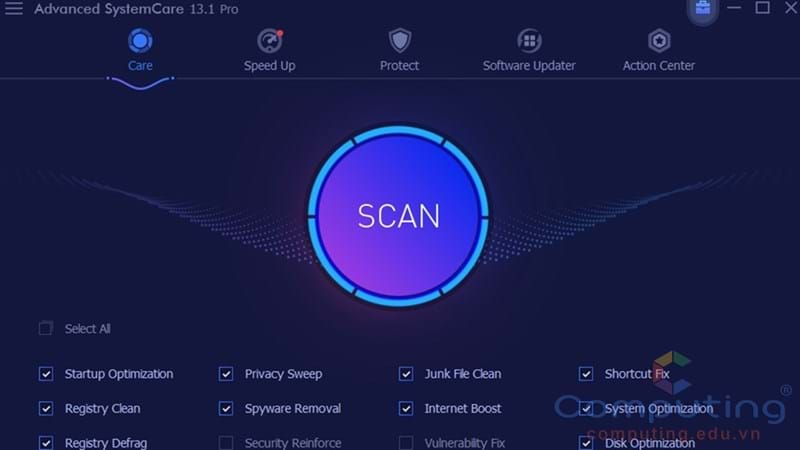 Advanced SystemCare 13.1 Pro
Care Speed Up Protect Software Updater Action Center
SCAN
Select All
Startup Optimization Privacy Sweep Junk File Clean Shortcut Fix
Registry Clean Spyware Removal Internet Boost System Optimization
Computing®
computing.edu.vn
Registry Defrag Security Reinforce Vulnerability Fix Disk Optimization